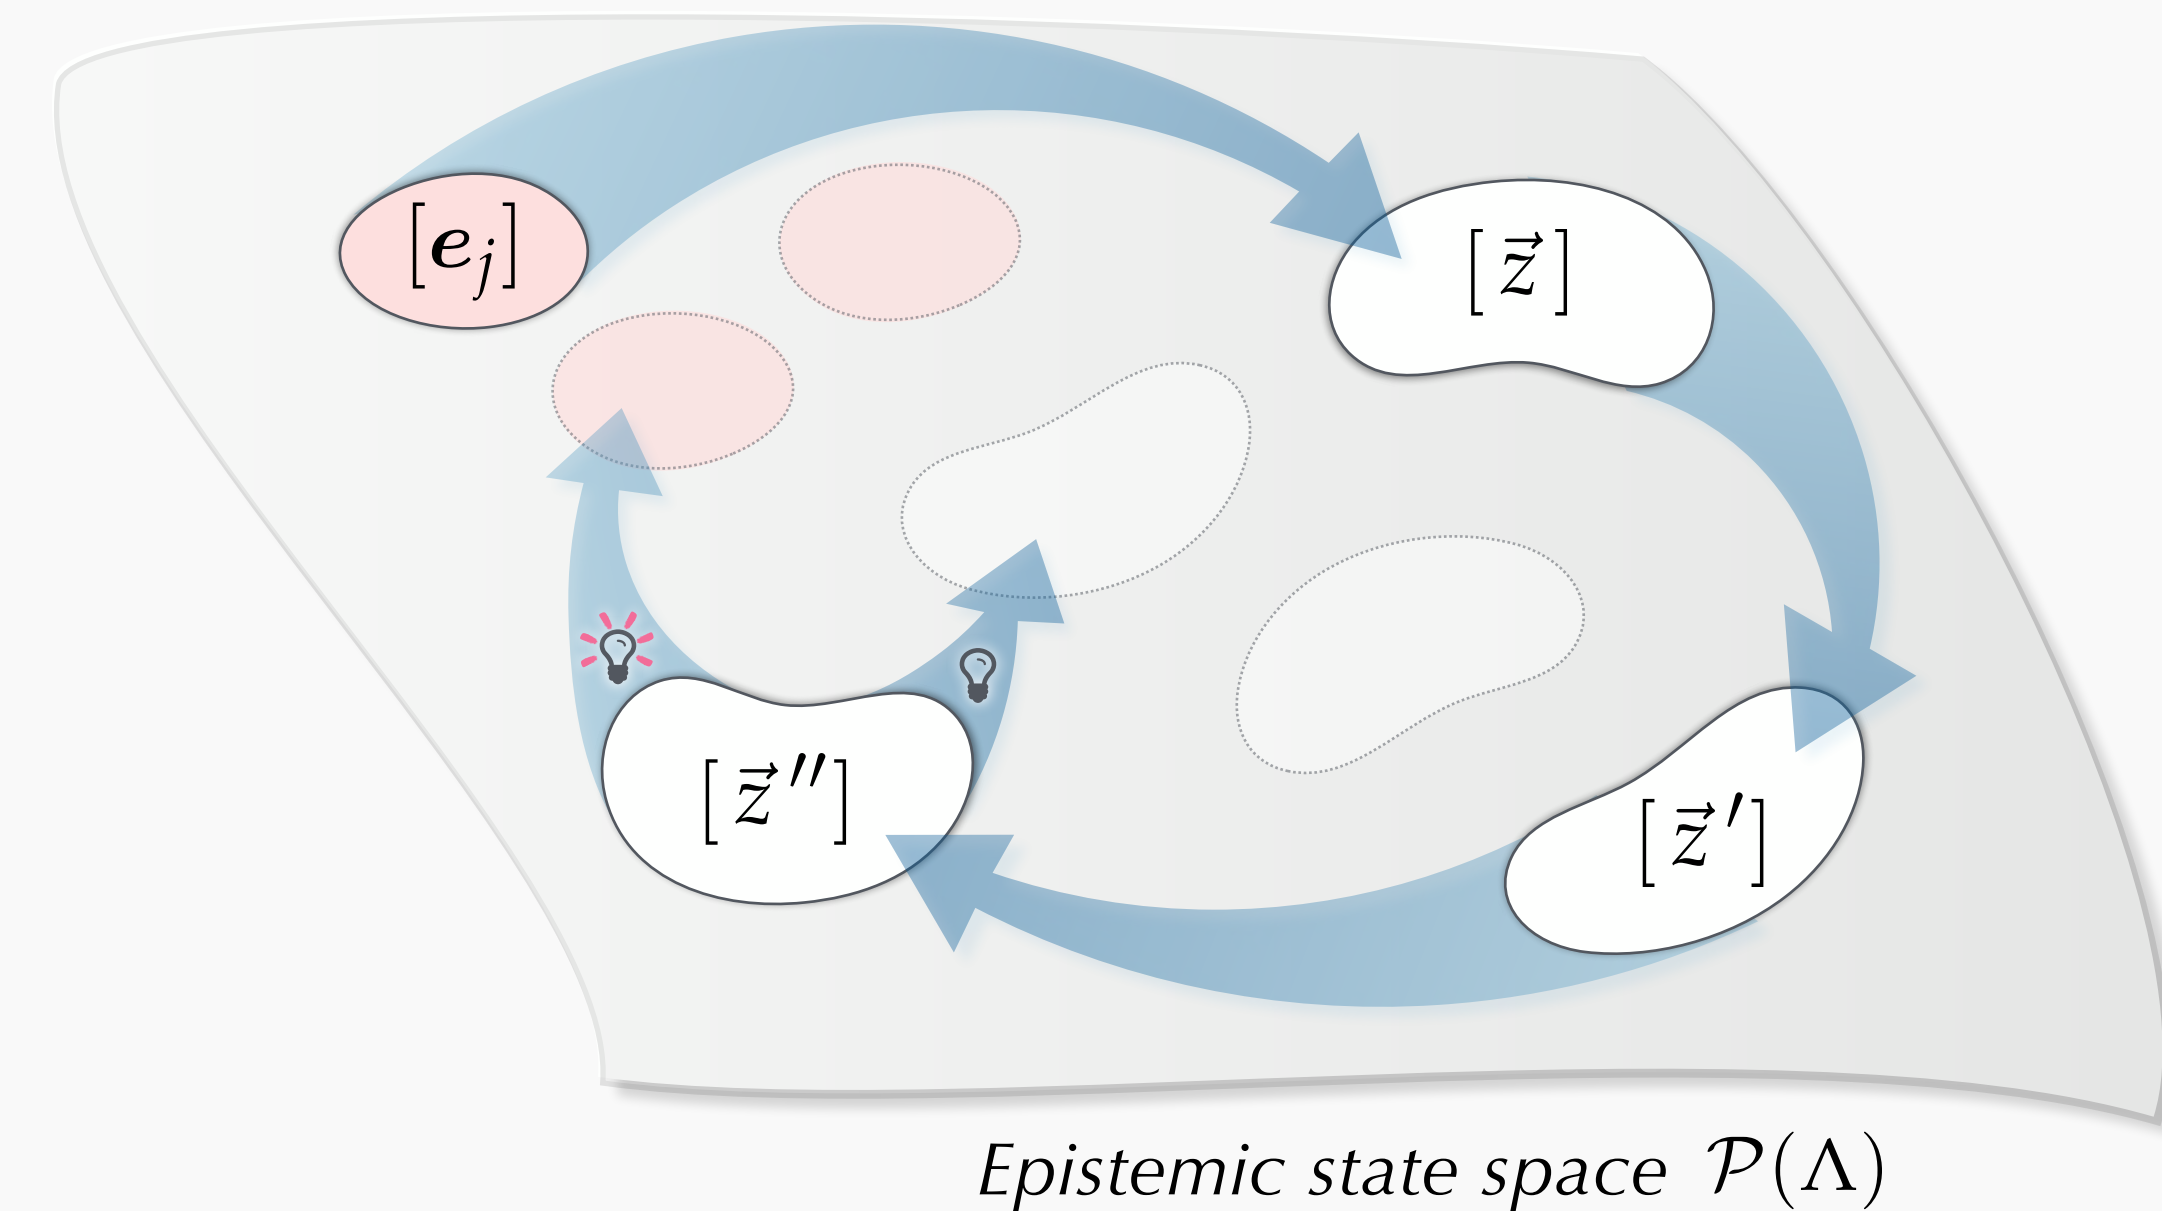 [e_j]
[z⃗]
[z⃗″]
[z⃗′]
Epistemic state space 𝒫(Λ)